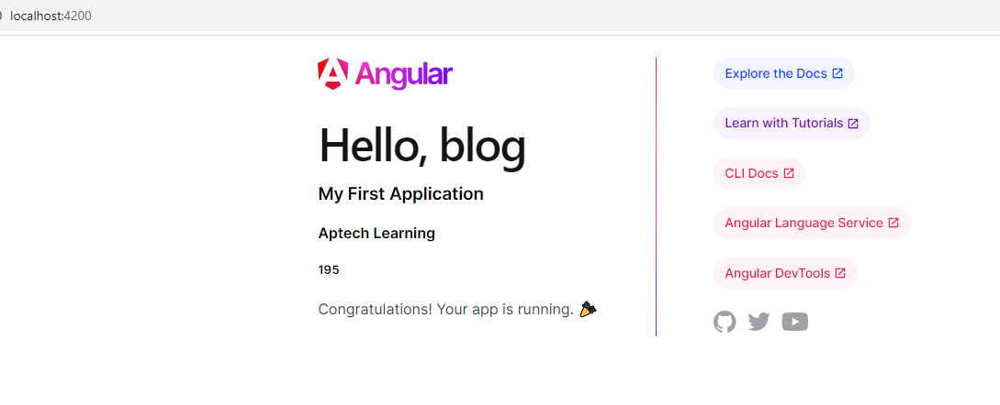 localhost:4200
Angular
Hello, blog
My First Application
Aptech Learning
195
Congratulations! Your app is running. 🎉
Explore the Docs
Learn with Tutorials
CLI Docs
Angular Language Service
Angular DevTools